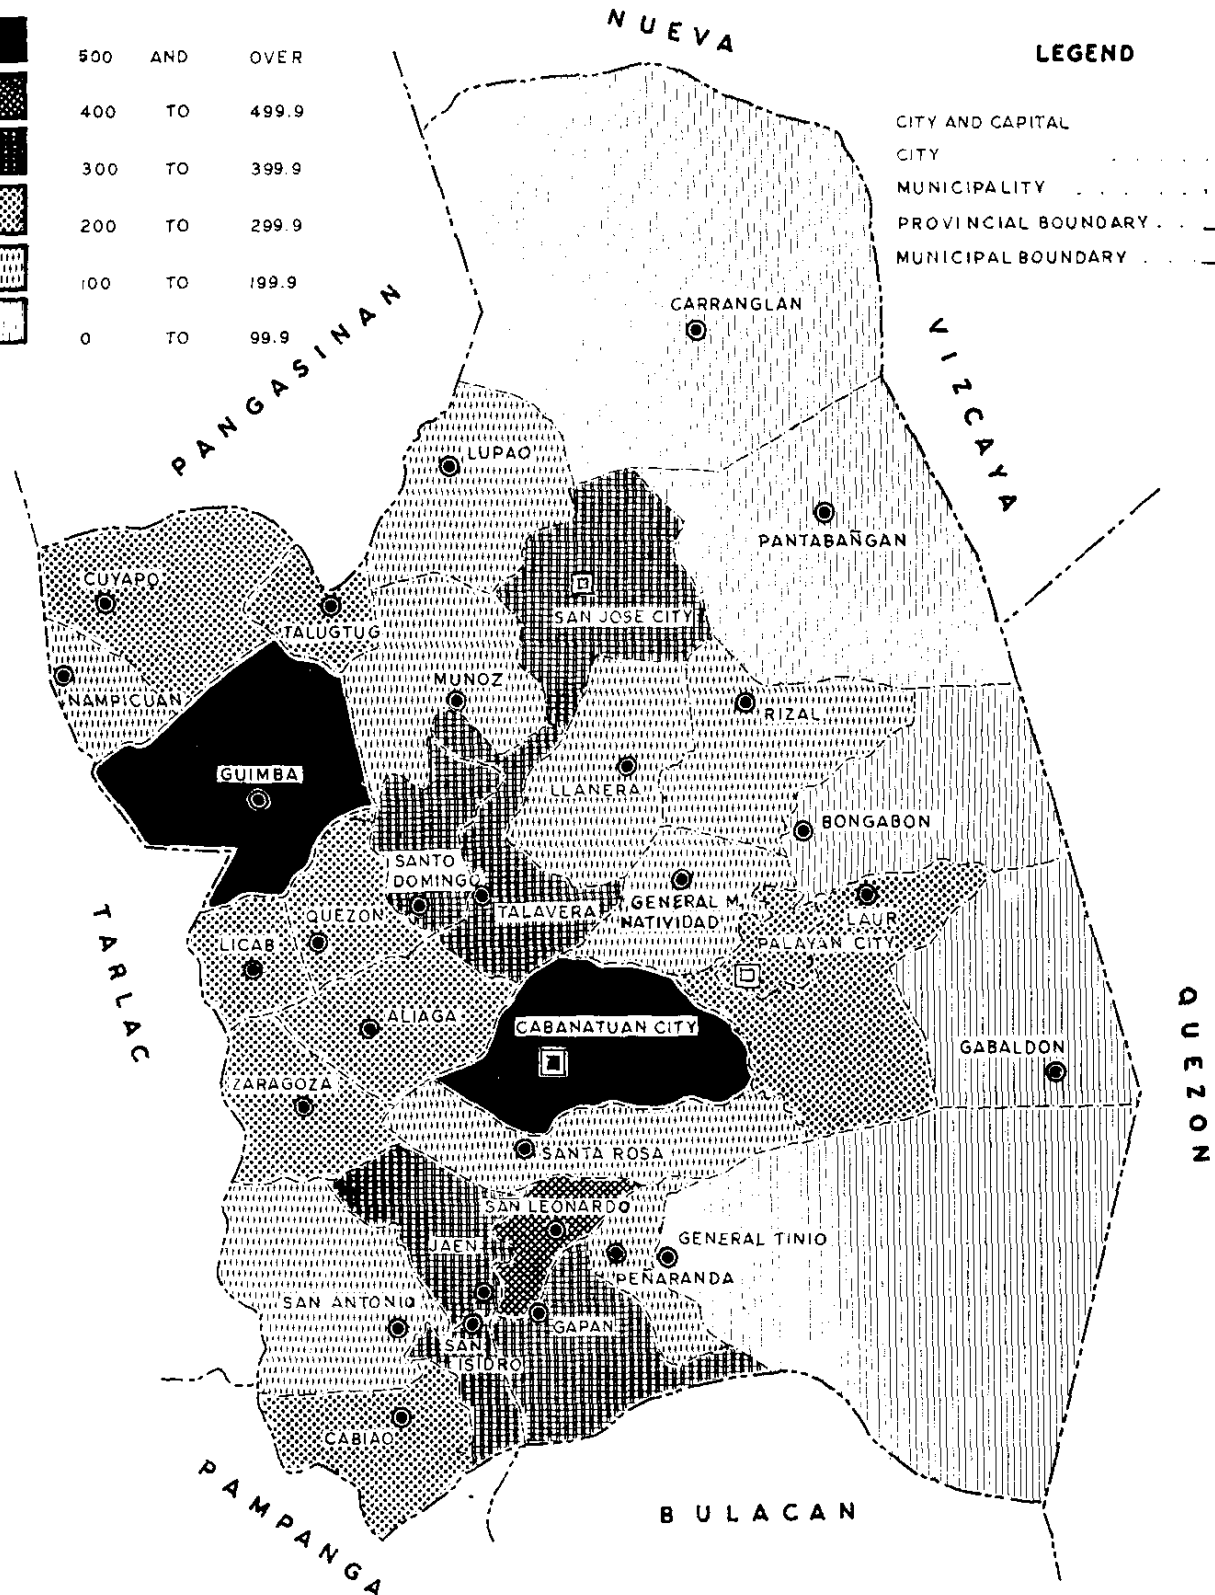 NUEVA
LEGEND
500 AND OVER
400 TO 499.9
300 TO 399.9
200 TO 299.9
100 TO 199.9
0 TO 99.9
CITY AND CAPITAL
CITY . . . .
MUNICIPALITY . . . . .
PROVINCIAL BOUNDARY . .
MUNICIPAL BOUNDARY . . .
PANGASINAN
VIZCAYA
CARRANGLAN
LUPAO
PANTABAÑGAN
CUYAPO
SAN JOSE CITY
TALUGTUG
NAMPICUAN
MUNOZ
RIZAL
GUIMBA
LLANERA
BONGABON
SANTO
DOMINGO
TALAVERA
GENERAL M.
NATIVIDAD
LAUR
QUEZON
LICAB
PALAYAN CITY
TARLAC
ALIAGA
CABANATUAN CITY
GABALDON
QUEZON
ZARAGOZA
SANTA ROSA
SAN LEONARDO
JAEN
GENERAL TINIO
PEÑARANDA
SAN ANTONIO
GAPAN
SAN
ISIDRO
CABIAO
PAMPANGA
BULACAN